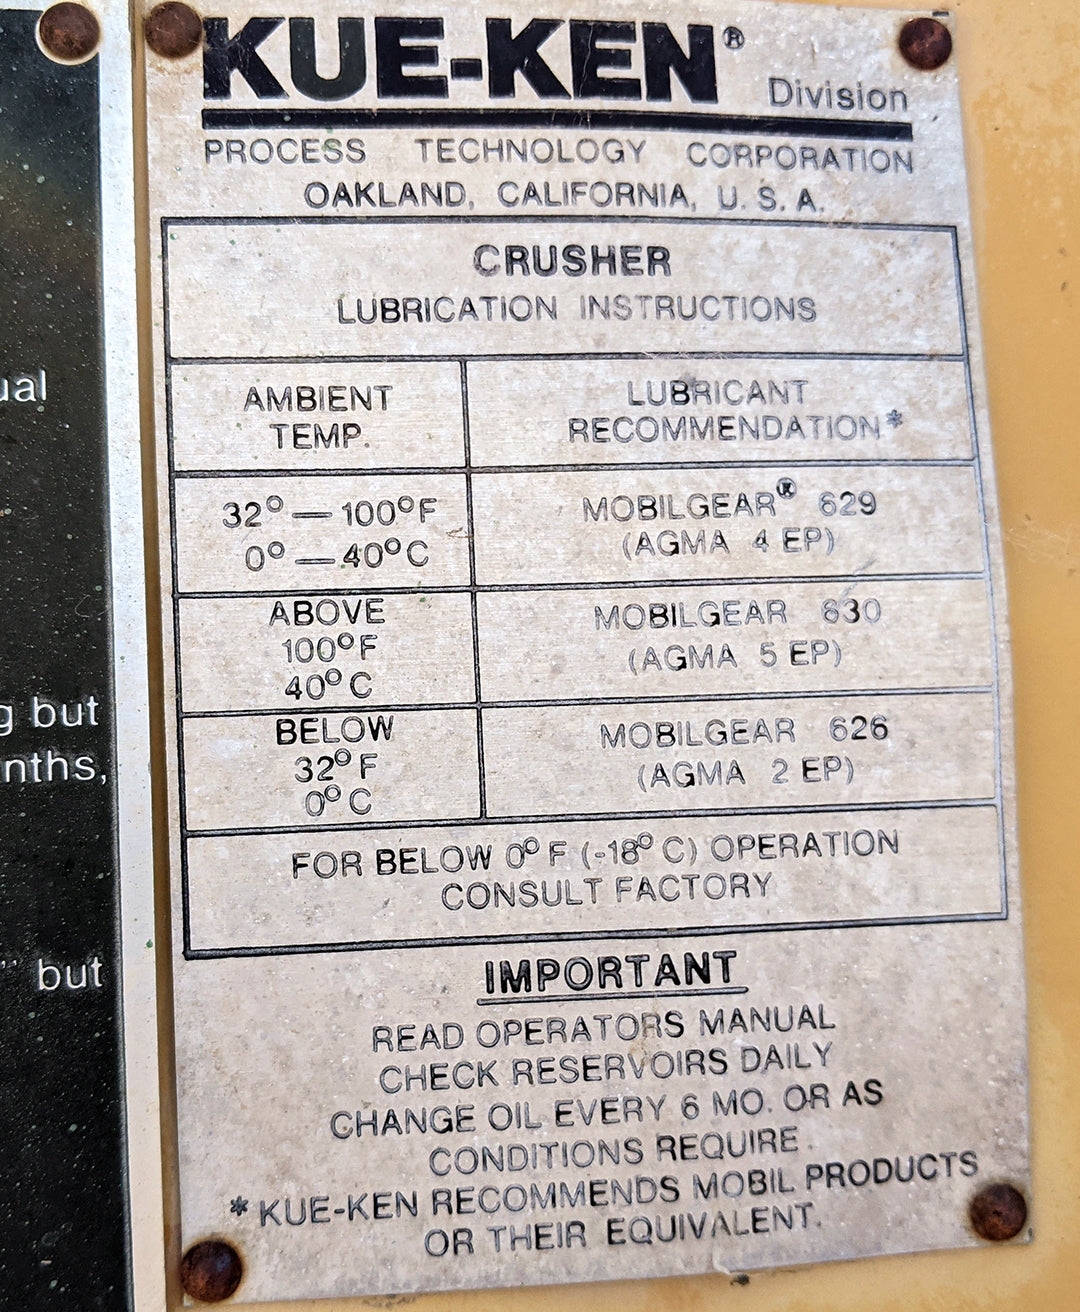 KUE-KEN® Division
PROCESS TECHNOLOGY CORPORATION
OAKLAND, CALIFORNIA, U. S. A.
CRUSHER
LUBRICATION INSTRUCTIONS
AMBIENT
TEMP.
LUBRICANT
RECOMMENDATION*
32° — 100°F
0° — 40°C
MOBILGEAR® 629
(AGMA 4 EP)
ABOVE
100°F
40°C
MOBILGEAR 630
(AGMA 5 EP)
BELOW
32°F
0°C
MOBILGEAR 626
(AGMA 2 EP)
FOR BELOW 0°F (-18°C) OPERATION
CONSULT FACTORY
IMPORTANT
READ OPERATORS MANUAL
CHECK RESERVOIRS DAILY
CHANGE OIL EVERY 6 MO. OR AS
CONDITIONS REQUIRE.
* KUE-KEN RECOMMENDS MOBIL PRODUCTS
OR THEIR EQUIVALENT.
but
but